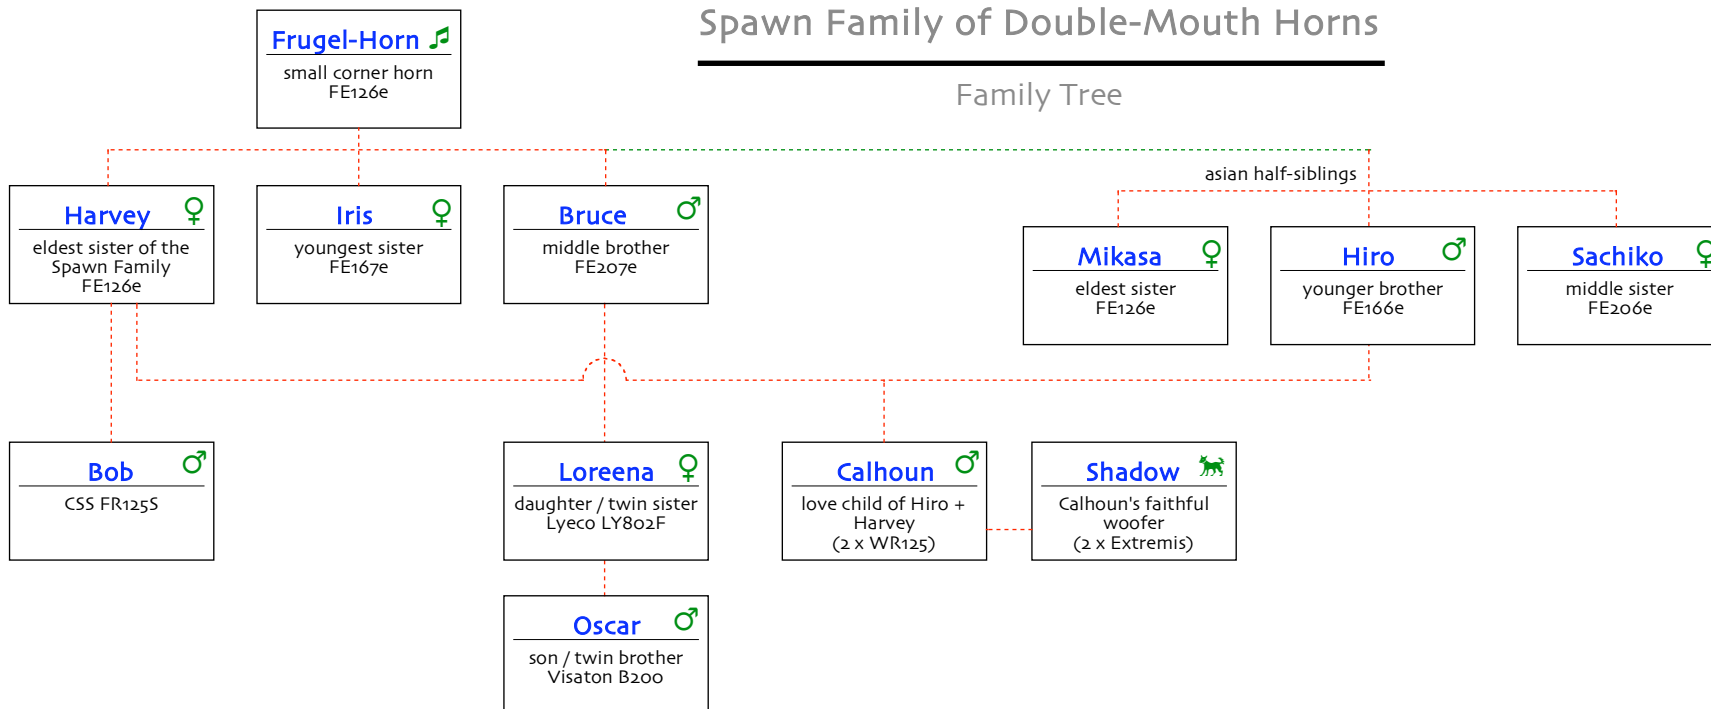 Spawn Family of Double-Mouth Horns
Family Tree
Frugel-Horn
small corner horn
FE126e
asian half-siblings
Harvey
eldest sister of the
Spawn Family
FE126e
Iris
youngest sister
FE167e
Bruce
middle brother
FE207e
Mikasa
eldest sister
FE126e
Hiro
younger brother
FE166e
Sachiko
middle sister
FE206e
Bob
CSS FR125S
Loreena
daughter / twin sister
Lyeco LY802F
Calhoun
love child of Hiro +
Harvey
(2 x WR125)
Shadow
Calhoun's faithful
woofer
(2 x Extremis)
Oscar
son / twin brother
Visaton B200